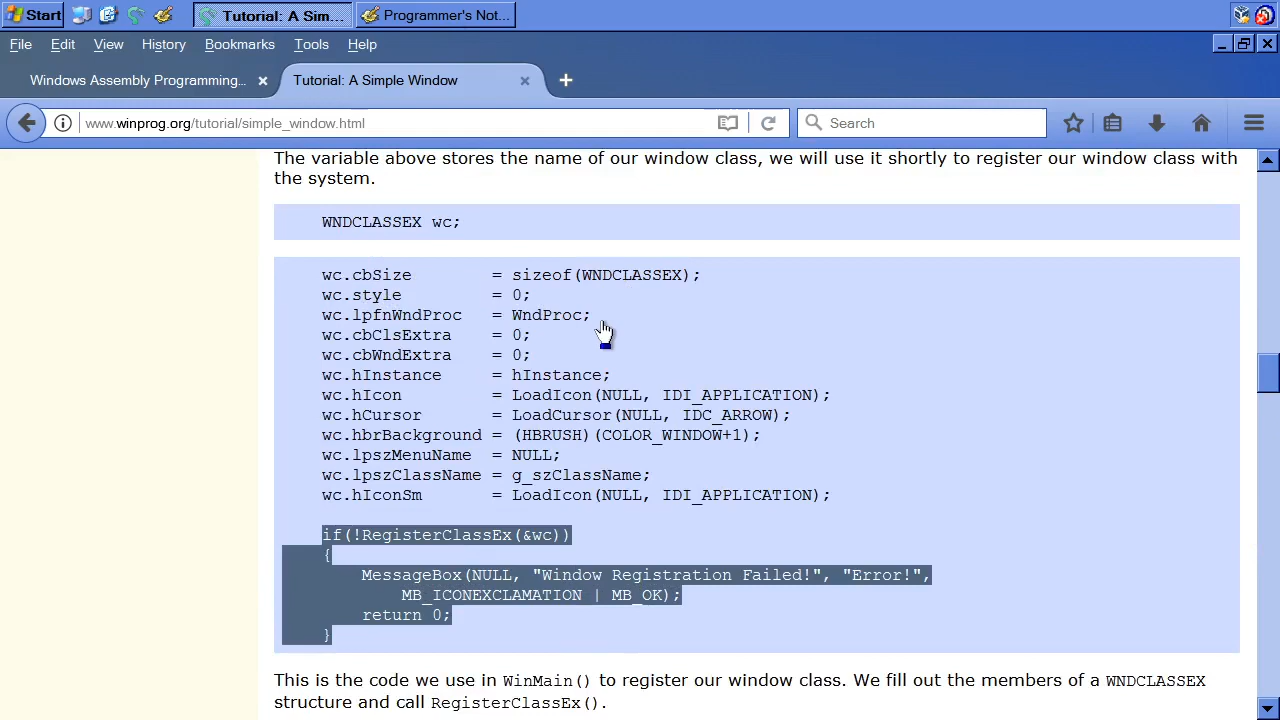 Start Tutorial: A Sim... Programmer's Not...
File Edit View History Bookmarks Tools Help
Windows Assembly Programming... Tutorial: A Simple Window
www.winprog.org/tutorial/simple_window.html Search
The variable above stores the name of our window class, we will use it shortly to register our window class with
the system.
WNDCLASSEX wc;
wc.cbSize = sizeof(WNDCLASSEX);
wc.style = 0;
wc.lpfnWndProc = WndProc;
wc.cbClsExtra = 0;
wc.cbWndExtra = 0;
wc.hInstance = hInstance;
wc.hIcon = LoadIcon(NULL, IDI_APPLICATION);
wc.hCursor = LoadCursor(NULL, IDC_ARROW);
wc.hbrBackground = (HBRUSH)(COLOR_WINDOW+1);
wc.lpszMenuName = NULL;
wc.lpszClassName = g_szClassName;
wc.hIconSm = LoadIcon(NULL, IDI_APPLICATION);
if(!RegisterClassEx(&wc))
{
MessageBox(NULL, "Window Registration Failed!", "Error!",
MB_ICONEXCLAMATION | MB_OK);
return 0;
}
This is the code we use in WinMain() to register our window class. We fill out the members of a WNDCLASSEX
structure and call RegisterClassEx().